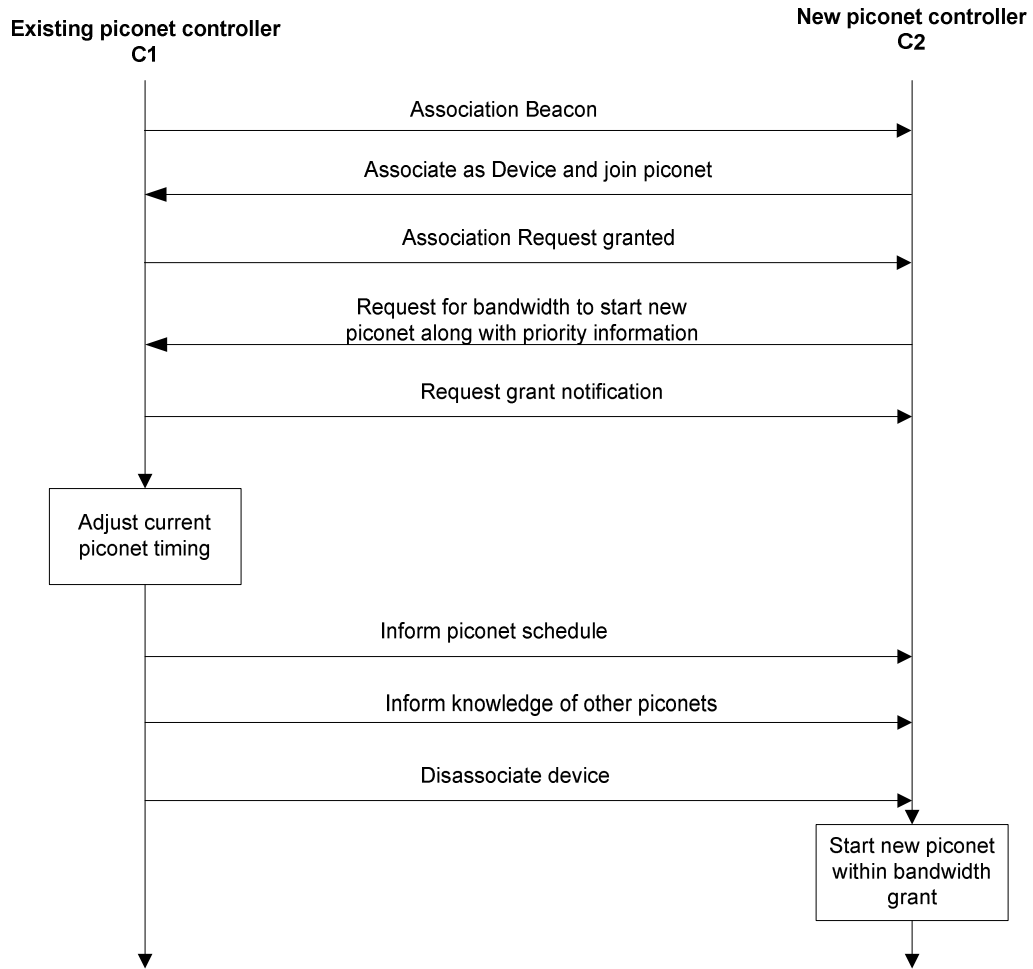 Existing piconet controller
C1
New piconet controller
C2
Association Beacon
Associate as Device and join piconet
Association Request granted
Request for bandwidth to start new
piconet along with priority information
Request grant notification
Adjust current
piconet timing
Inform piconet schedule
Inform knowledge of other piconets
Disassociate device
Start new piconet
within bandwidth
grant